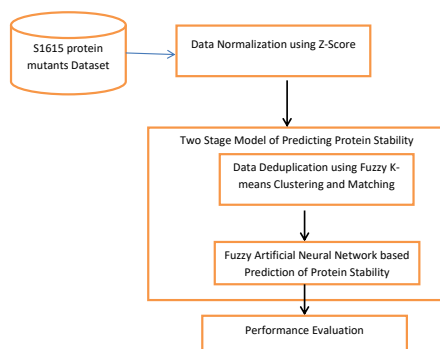 S1615 protein
mutants Dataset
Data Normalization using Z-Score
Two Stage Model of Predicting Protein Stability
Data Deduplication using Fuzzy K-
means Clustering and Matching
Fuzzy Artificial Neural Network based
Prediction of Protein Stability
Performance Evaluation